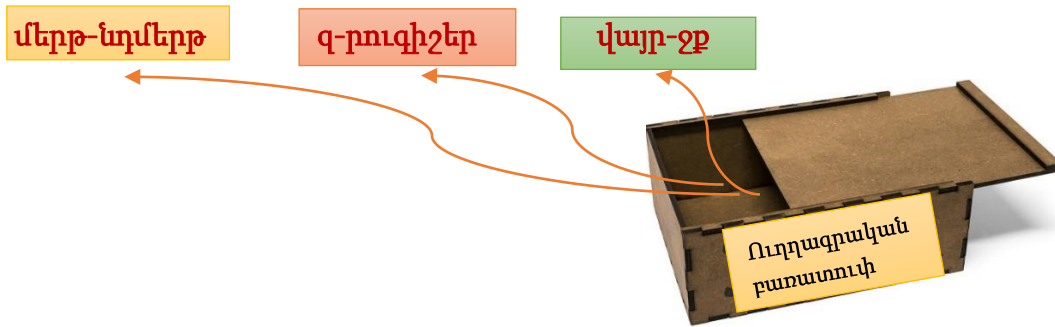 մերթ-նդմերթ
զ-րուգիշեր
վայր-ջք
Ուղղագրական
բառատուփ